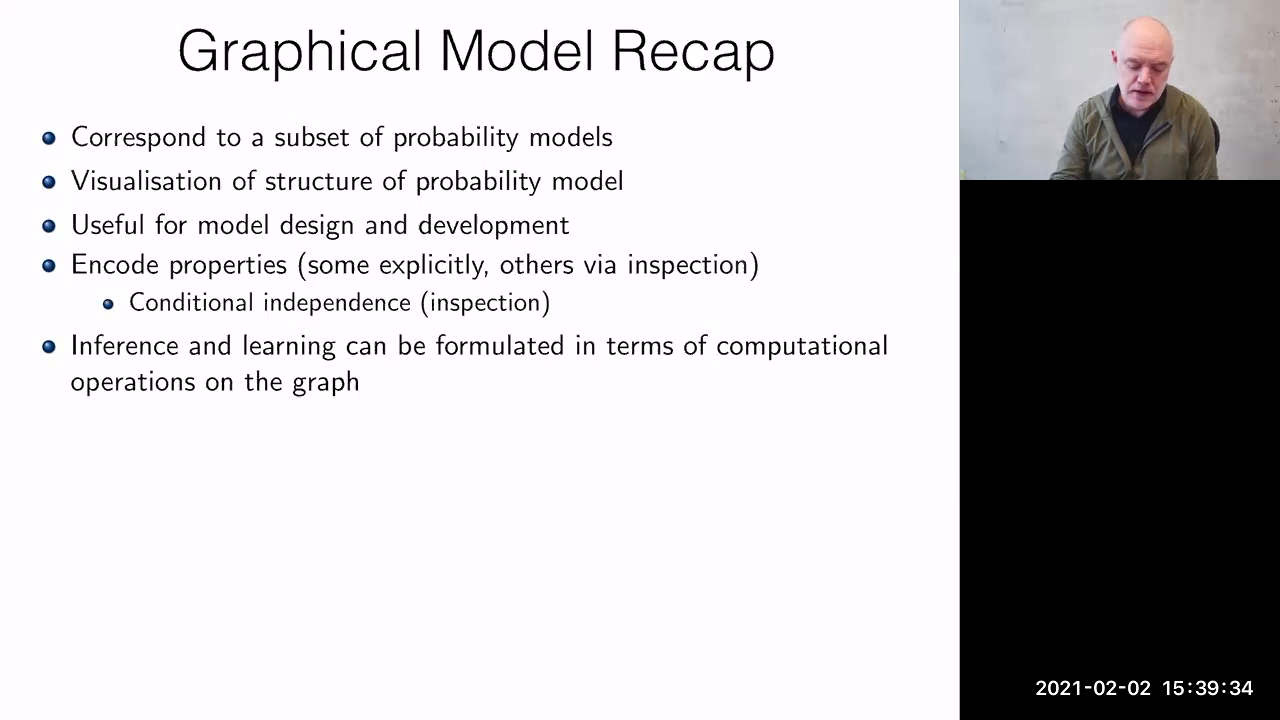 Graphical Model Recap
Correspond to a subset of probability models
Visualisation of structure of probability model
Useful for model design and development
Encode properties (some explicitly, others via inspection)
Conditional independence (inspection)
Inference and learning can be formulated in terms of computational
operations on the graph
2021-02-02 15:39:34